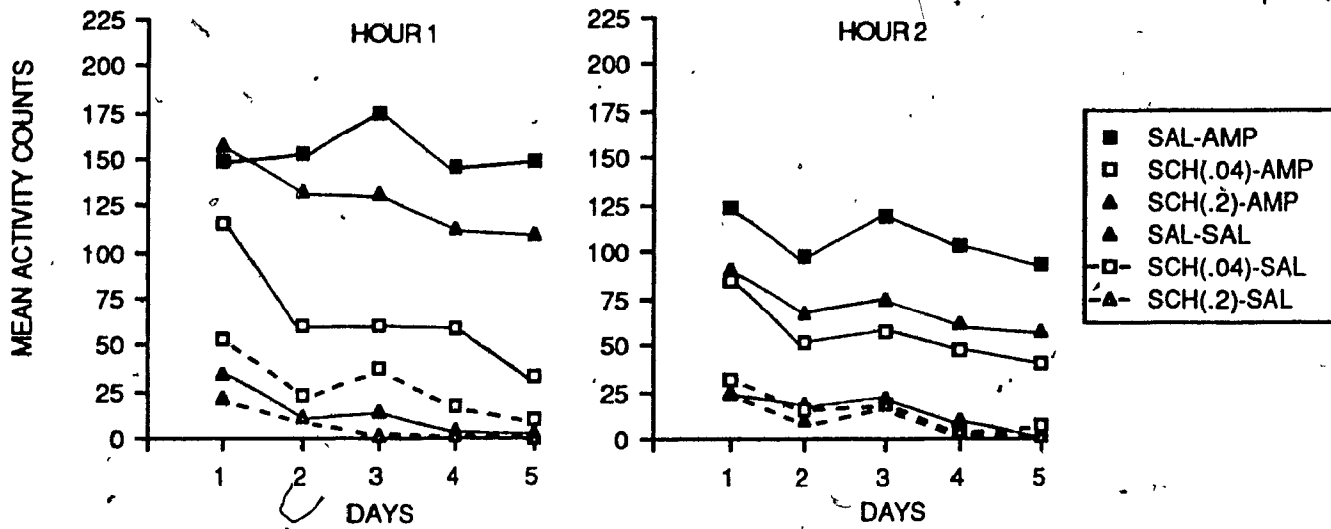 HOUR 1
MEAN ACTIVITY COUNTS
225
200
175
150
125
100
75
50
25
0
1 2 3 4 5
DAYS
HOUR 2
225
200
175
150
125
100
75
50
25
0
1 2 3 4 5
DAYS
SAL-AMP
SCH(.04)-AMP
SCH(.2)-AMP
SAL-SAL
SCH(.04)-SAL
SCH(.2)-SAL